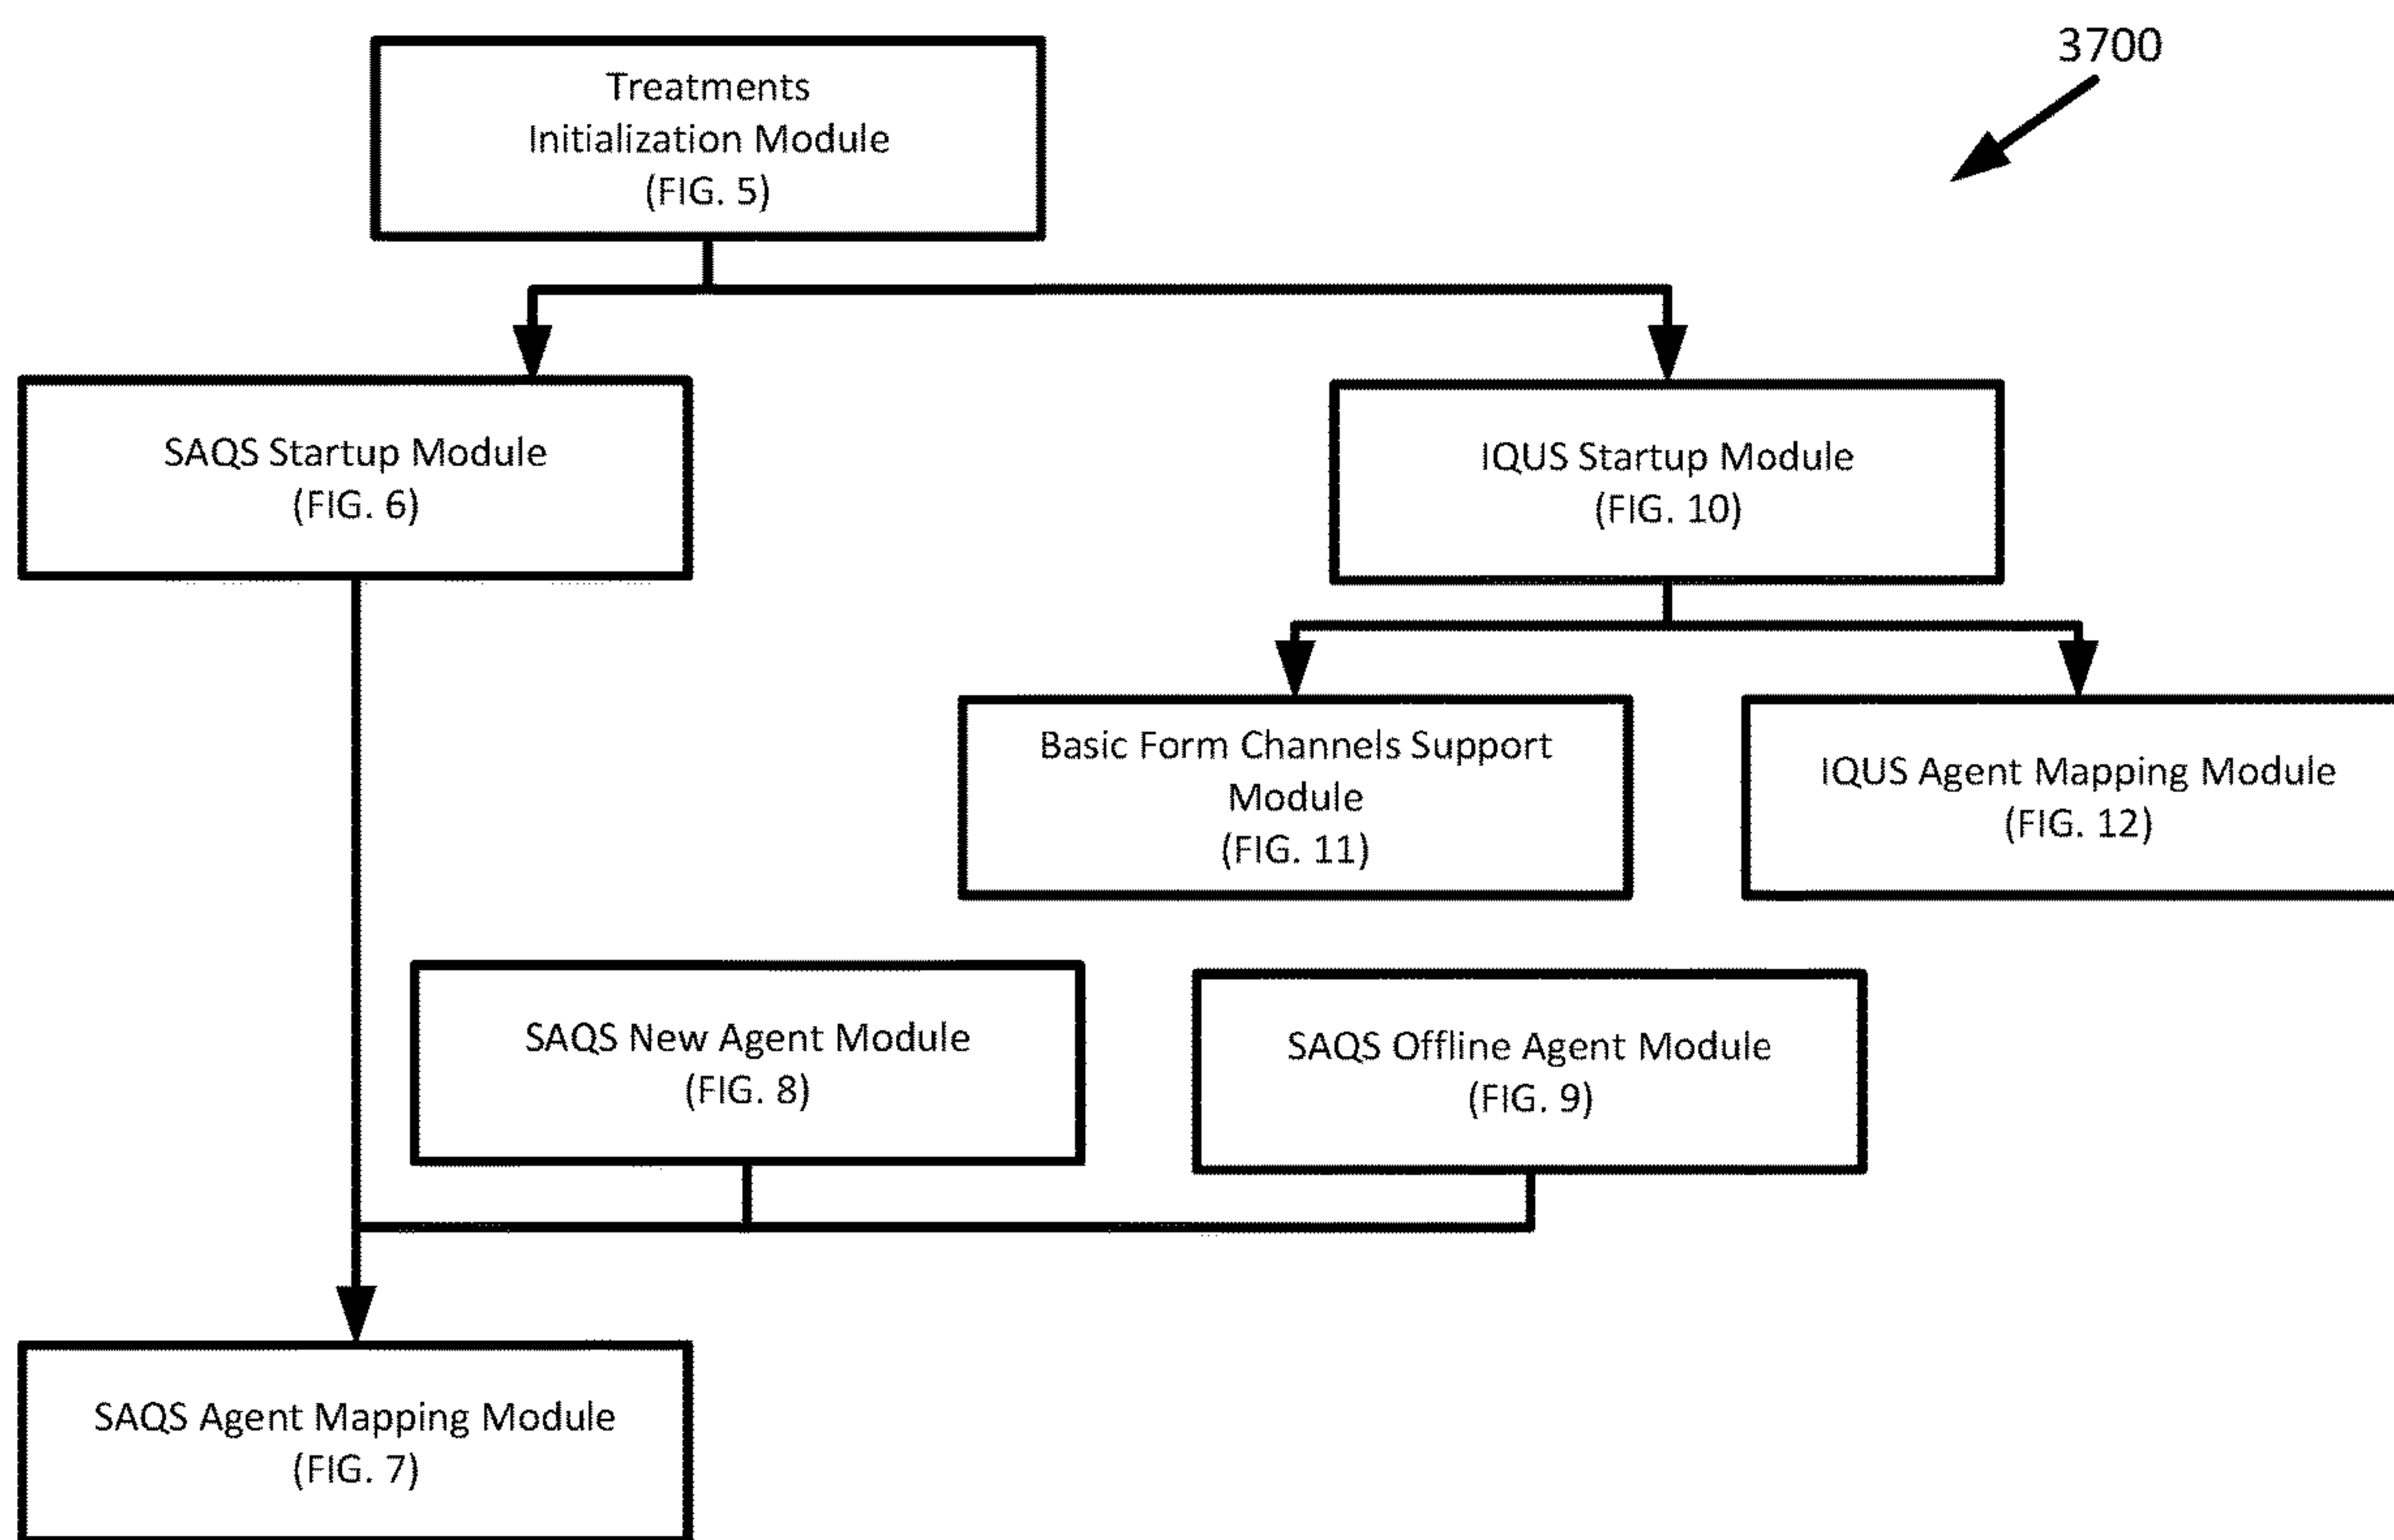 3700
Treatments
Initialization Module
(FIG. 5)
SAQS Startup Module
(FIG. 6)
IQUS Startup Module
(FIG. 10)
Basic Form Channels Support
Module
(FIG. 11)
IQUS Agent Mapping Module
(FIG. 12)
SAQS New Agent Module
(FIG. 8)
SAQS Offline Agent Module
(FIG. 9)
SAQS Agent Mapping Module
(FIG. 7)